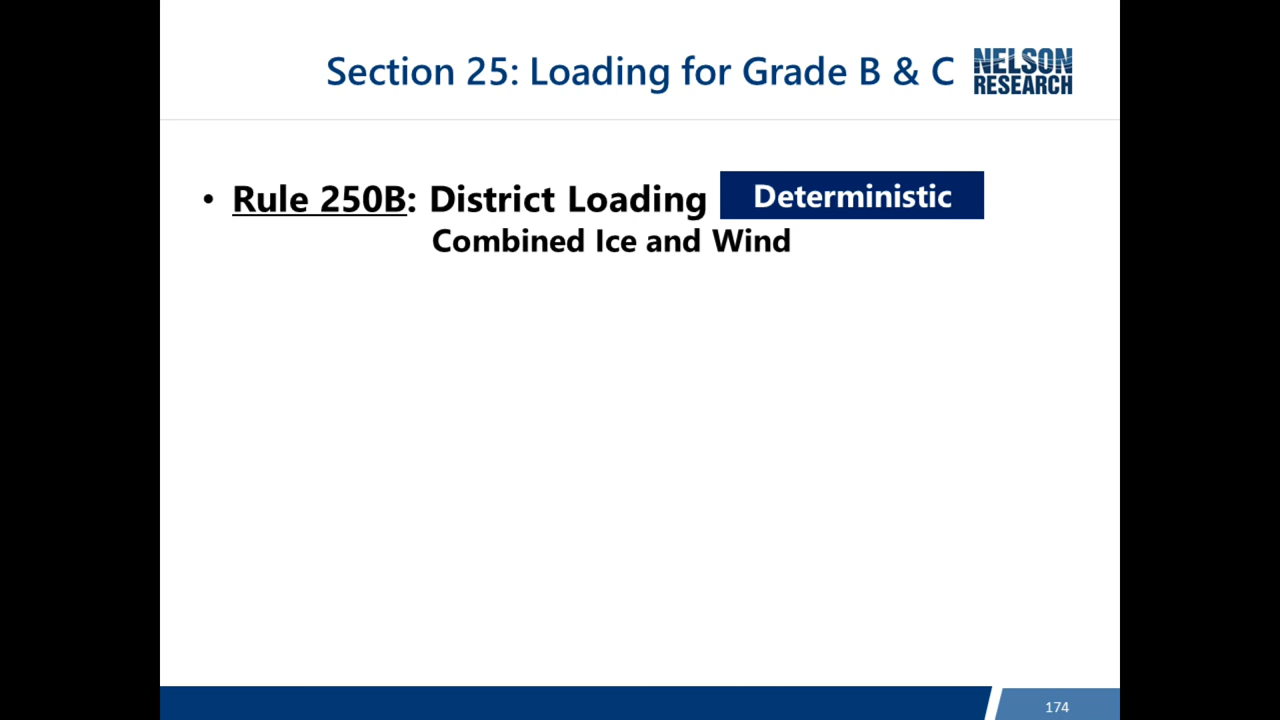 Section 25: Loading for Grade B & C
NELSON
RESEARCH
• Rule 250B: District Loading Deterministic
Combined Ice and Wind
174